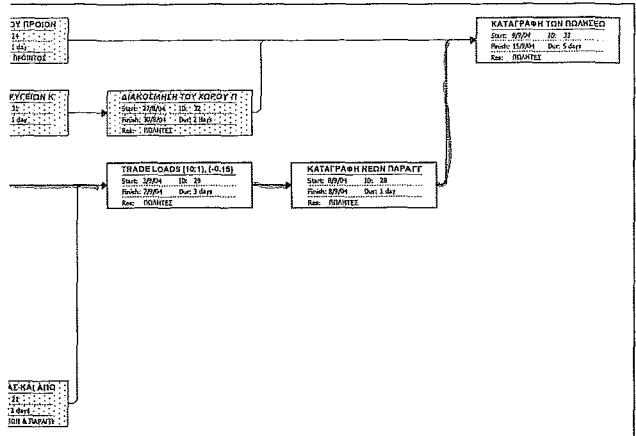 ΟΥ ΠΡΟΙΟΝ
24
1 day
ΠΡΟΙΌΝΤΟΣ
ΚΑΤΑΓΡΑΦΗ ΤΩΝ ΠΩΛΗΣΕΩ
Start: 9/9/04 ID: 33
Finish: 15/9/04 Dur: 5 days
Res: ΠΩΛΗΤΕΣ
ΡΥΓΕΙΩΝ Κ
31
1 day
ΔΙΑΚΟΣΜΗΣΗ ΤΟΥ ΧΩΡΟΥ Π
Start: 27/8/04 ID: 32
Finish: 30/8/04 Dur: 2 days
Res: ΠΩΛΗΤΕΣ
TRADE LOADS (10:1), (-0.15)
Start: 3/9/04 ID: 29
Finish: 7/9/04 Dur: 3 days
Res: ΠΩΛΗΤΕΣ
ΚΑΤΑΓΡΑΦΗ ΝΕΩΝ ΠΑΡΑΓΓ
Start: 8/9/04 ID: 28
Finish: 8/9/04 Dur: 1 day
Res: ΠΩΛΗΤΕΣ
ΑΣ ΚΑΙ ΑΠΟ
21
2 days
& ΠΑΡΑΓΓ